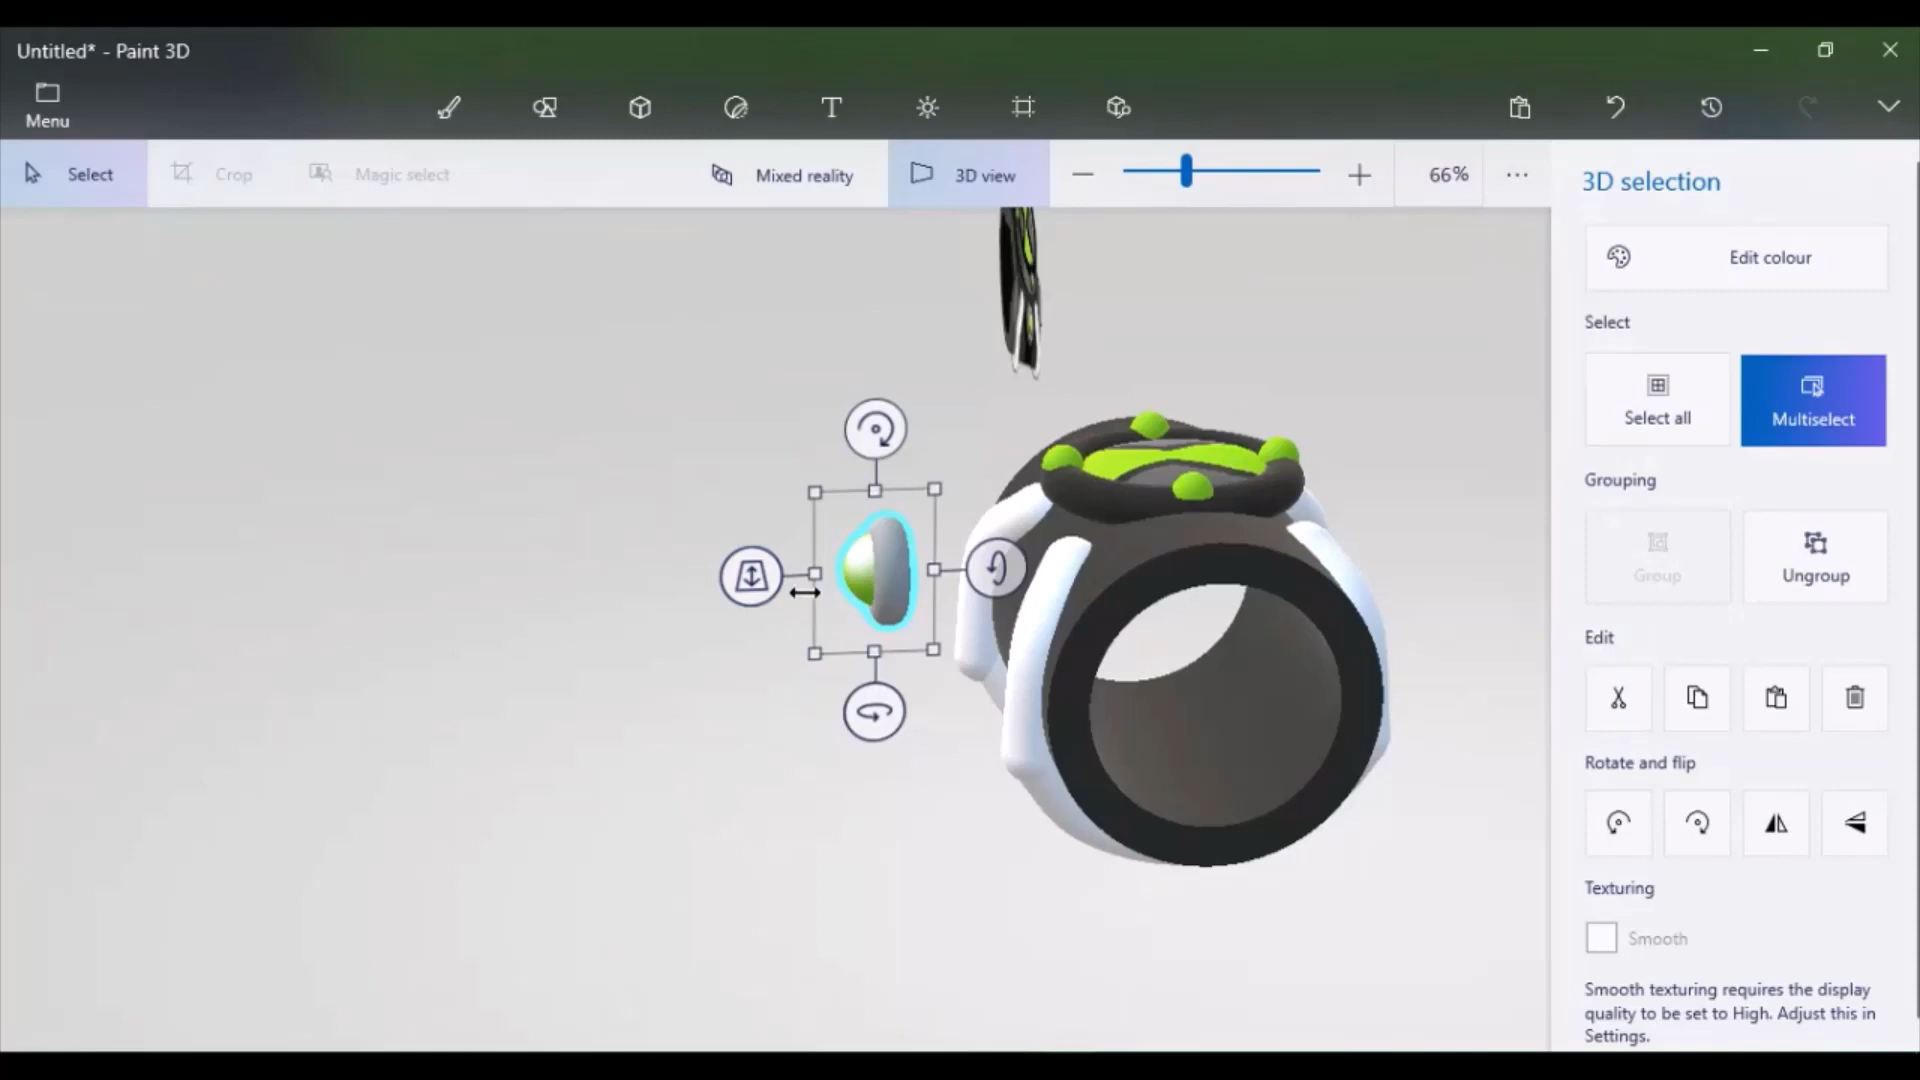 Untitled* - Paint 3D
Menu
Select
Crop
Magic select
Mixed reality
3D view
66%
3D selection
Edit colour
Select
Select all
Multiselect
Grouping
Group
Ungroup
Edit
Rotate and flip
Texturing
Smooth
Smooth texturing requires the display
quality to be set to High. Adjust this in
Settings.